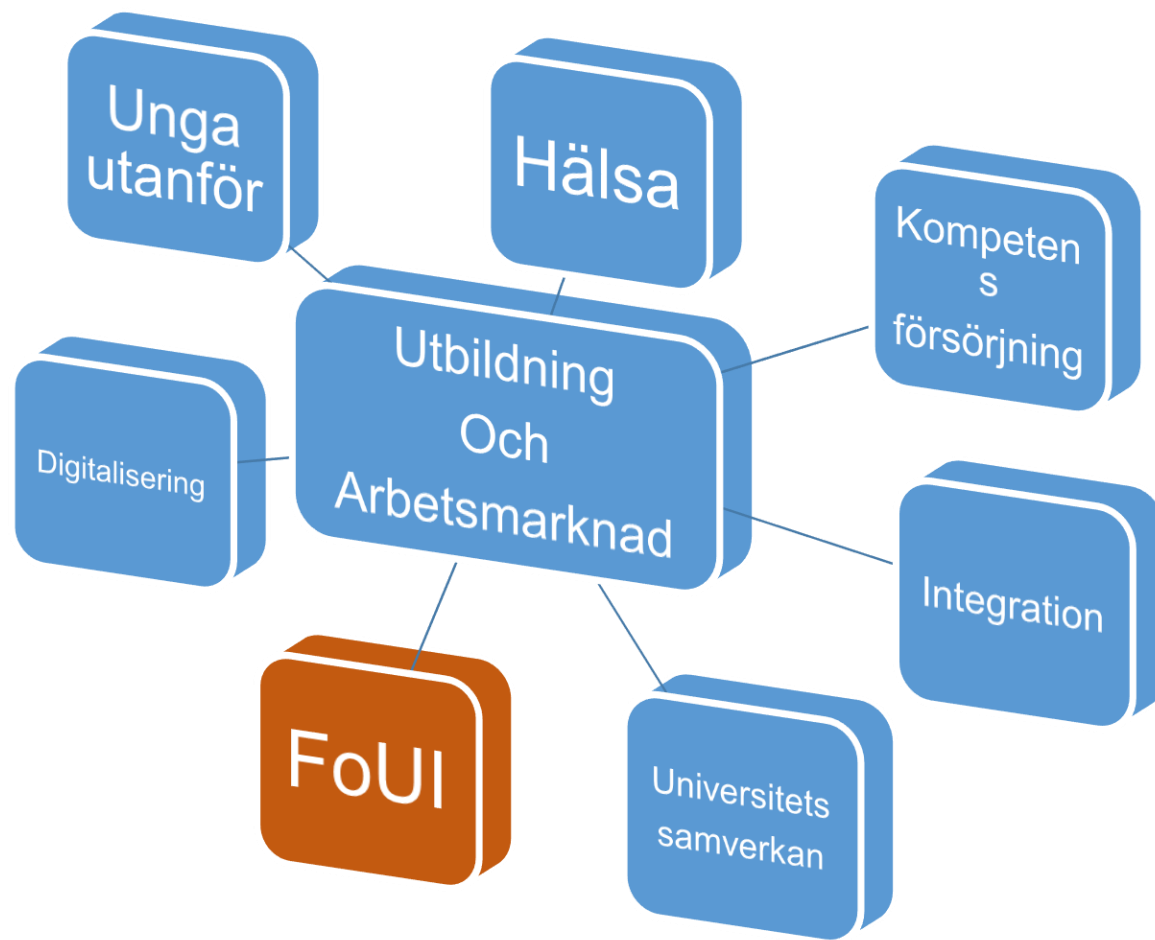 Unga
utanför
Hälsa
Kompeten
s
försörjning
Utbildning
Och
Arbetsmarknad
Digitalisering
Integration
FoUI
Universitets
samverkan